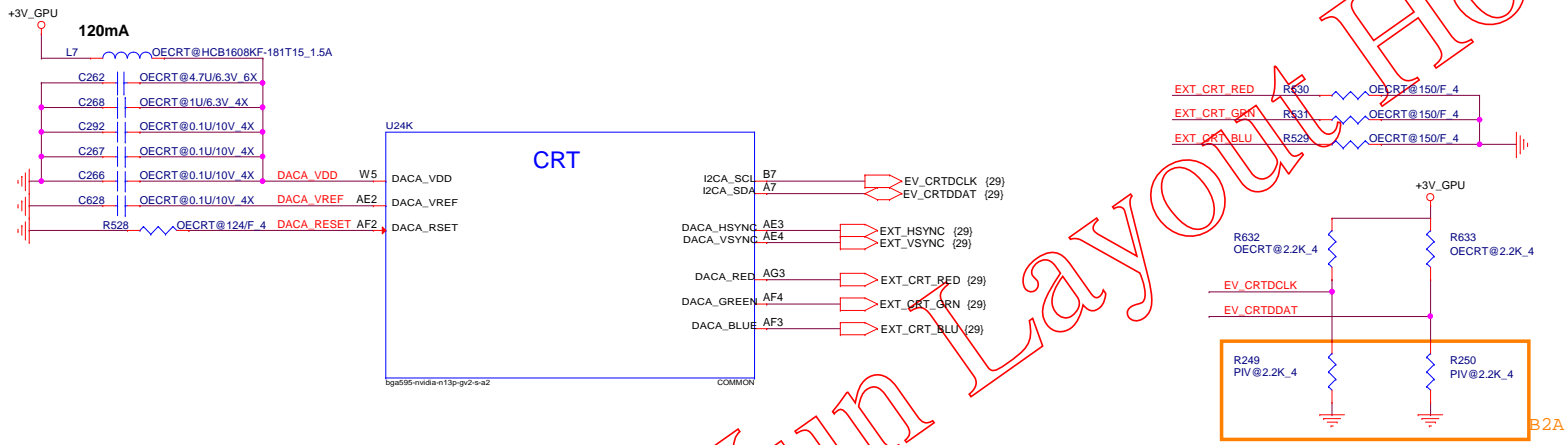 +3V_GPU
120mA
L7 OECRT@HCB1608KF-181T15_1.5A
C262 OECRT@4.7U/6.3V_6X
C268 OECRT@1U/6.3V_4X
C292 OECRT@0.1U/10V_4X
C267 OECRT@0.1U/10V_4X
C266 OECRT@0.1U/10V_4X DACA_VDD W5
C628 OECRT@0.1U/10V_4X DACA_VREF AE2
R528 OECRT@124/F_4 DACA_RESET AF2
U24K
CRT
DACA_VDD
DACA_VREF
DACA_RSET
I2CA_SCL B7 EV_CRTDCLK {29}
I2CA_SDA A7 EV_CRTDDAT {29}
DACA_HSYNC AE3 EXT_HSYNC {29}
DACA_VSYNC AE4 EXT_VSYNC {29}
DACA_RED AG3 EXT_CRT_RED {29}
DACA_GREEN AF4 EXT_CRT_GRN {29}
DACA_BLUE AF3 EXT_CRT_BLU {29}
bga595-nvidia-n13p-gv2-s-a2 COMMON
EXT_CRT_RED R530 OECRT@150/F_4
EXT_CRT_GRN R531 OECRT@150/F_4
EXT_CRT_BLU R529 OECRT@150/F_4
+3V_GPU
R632
OECRT@2.2K_4
R633
OECRT@2.2K_4
EV_CRTDCLK
EV_CRTDDAT
R249
PIV@2.2K_4
R250
PIV@2.2K_4
B2A
Layout